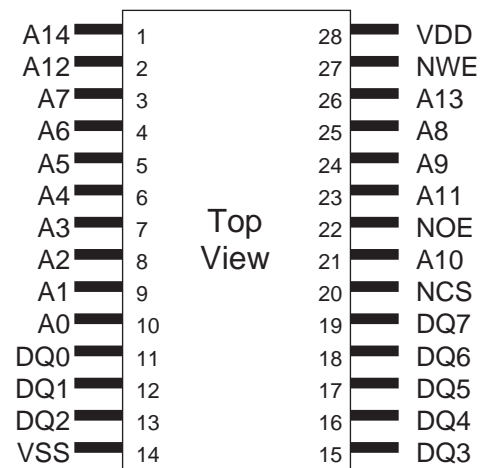 A14 1 28 VDD
A12 2 27 NWE
A7 3 26 A13
A6 4 25 A8
A5 5 24 A9
A4 6 23 A11
A3 7 Top 22 NOE
A2 8 View 21 A10
A1 9 20 NCS
A0 10 19 DQ7
DQ0 11 18 DQ6
DQ1 12 17 DQ5
DQ2 13 16 DQ4
VSS 14 15 DQ3